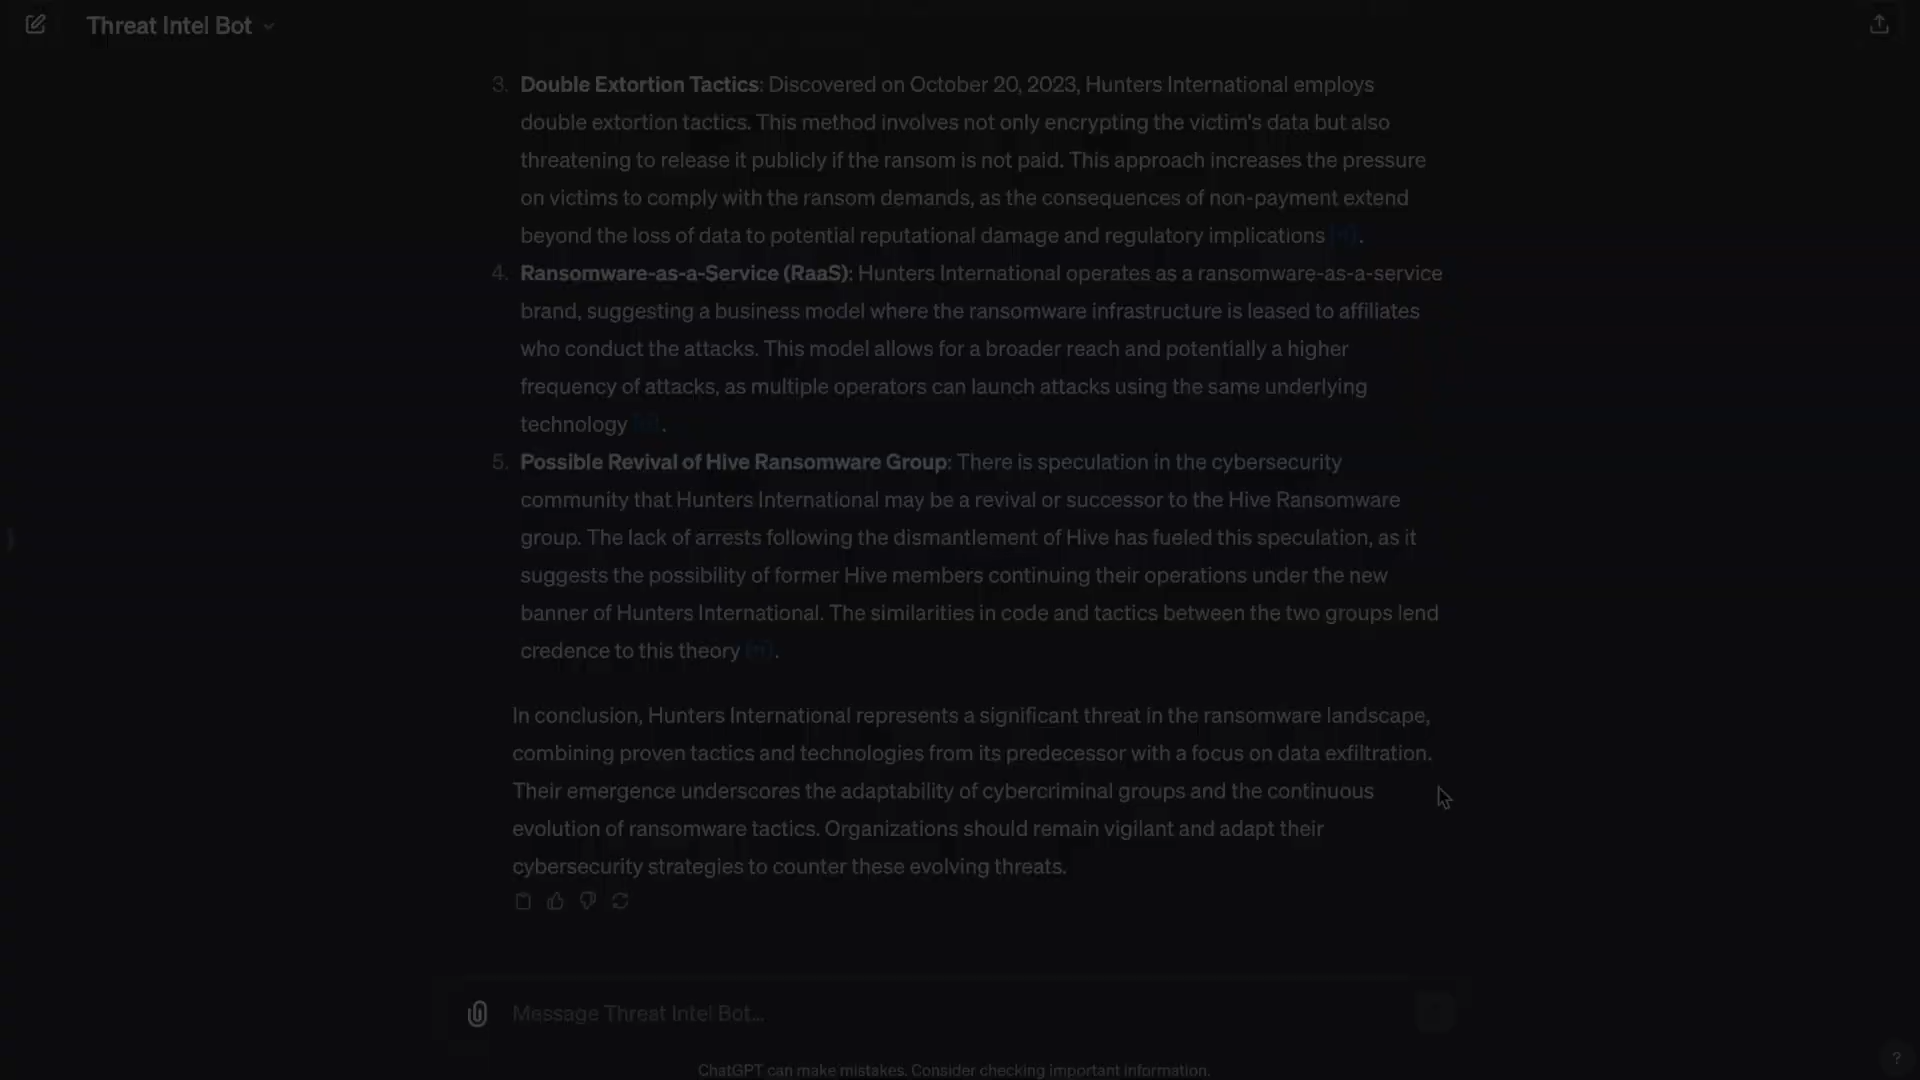 Threat Intel Bot
3. Double Extortion Tactics: Discovered on October 20, 2023, Hunters International employs
double extortion tactics. This method involves not only encrypting the victim's data but also
threatening to release it publicly if the ransom is not paid. This approach increases the pressure
on victims to comply with the ransom demands, as the consequences of non-payment extend
beyond the loss of data to potential reputational damage and regulatory implications .
4. Ransomware-as-a-Service (RaaS): Hunters International operates as a ransomware-as-a-service
brand, suggesting a business model where the ransomware infrastructure is leased to affiliates
who conduct the attacks. This model allows for a broader reach and potentially a higher
frequency of attacks, as multiple operators can launch attacks using the same underlying
technology .
5. Possible Revival of Hive Ransomware Group: There is speculation in the cybersecurity
community that Hunters International may be a revival or successor to the Hive Ransomware
group. The lack of arrests following the dismantlement of Hive has fueled this speculation, as it
suggests the possibility of former Hive members continuing their operations under the new
banner of Hunters International. The similarities in code and tactics between the two groups lend
credence to this theory .
In conclusion, Hunters International represents a significant threat in the ransomware landscape,
combining proven tactics and technologies from its predecessor with a focus on data exfiltration.
Their emergence underscores the adaptability of cybercriminal groups and the continuous
evolution of ransomware tactics. Organizations should remain vigilant and adapt their
cybersecurity strategies to counter these evolving threats.
Message Threat Intel Bot...
ChatGPT can make mistakes. Consider checking important information.
?